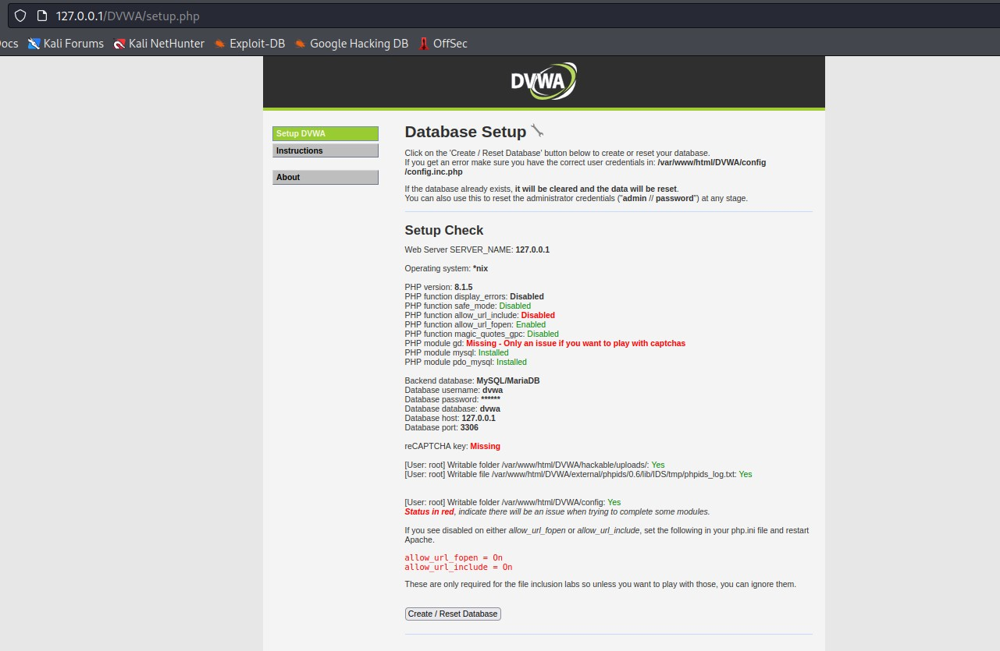 127.0.0.1/DVWA/setup.php
ocs Kali Forums Kali NetHunter Exploit-DB Google Hacking DB OffSec
DVWA
Setup DVWA
Instructions
About
Database Setup
Click on the 'Create / Reset Database' button below to create or reset your database.
If you get an error make sure you have the correct user credentials in: /var/www/html/DVWA/config
/config.inc.php
If the database already exists, it will be cleared and the data will be reset.
You can also use this to reset the administrator credentials ("admin // password") at any stage.
Setup Check
Web Server SERVER_NAME: 127.0.0.1
Operating system: *nix
PHP version: 8.1.5
PHP function display_errors: Disabled
PHP function safe_mode: Disabled
PHP function allow_url_include: Disabled
PHP function allow_url_fopen: Enabled
PHP function magic_quotes_gpc: Disabled
PHP module gd: Missing - Only an issue if you want to play with captchas
PHP module mysql: Installed
PHP module pdo_mysql: Installed
Backend database: MySQL/MariaDB
Database username: dvwa
Database password: ******
Database database: dvwa
Database host: 127.0.0.1
Database port: 3306
reCAPTCHA key: Missing
[User: root] Writable folder /var/www/html/DVWA/hackable/uploads/: Yes
[User: root] Writable file /var/www/html/DVWA/external/phpids/0.6/lib/IDS/tmp/phpids_log.txt: Yes
[User: root] Writable folder /var/www/html/DVWA/config: Yes
Status in red, indicate there will be an issue when trying to complete some modules.
If you see disabled on either allow_url_fopen or allow_url_include, set the following in your php.ini file and restart
Apache.
allow_url_fopen = On
allow_url_include = On
These are only required for the file inclusion labs so unless you want to play with those, you can ignore them.
Create / Reset Database